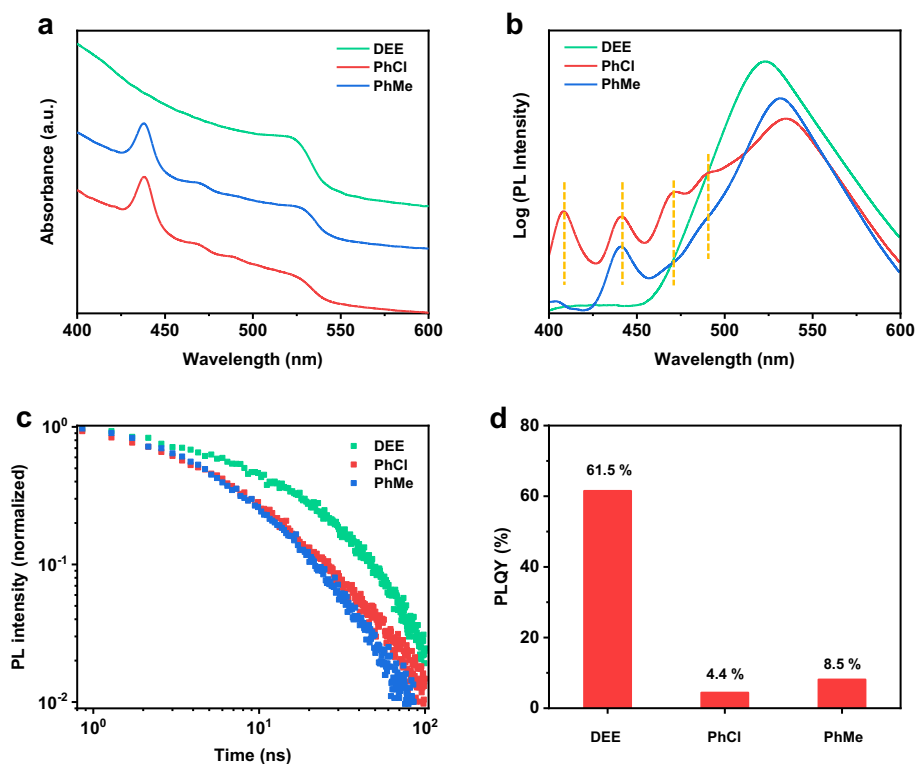 a
DEE
PhCl
PhMe
Absorbance (a.u.)
400 450 500 550 600
Wavelength (nm)
b
DEE
PhCl
PhMe
Log (PL Intensity)
400 450 500 550 600
Wavelength (nm)
c
DEE
PhCl
PhMe
PL intensity (normalized)
10⁰
10⁻¹
10⁻²
10⁰ 10¹ 10²
Time (ns)
d
PLQY (%)
80
60
40
20
0
61.5 %
4.4 %
8.5 %
DEE PhCl PhMe